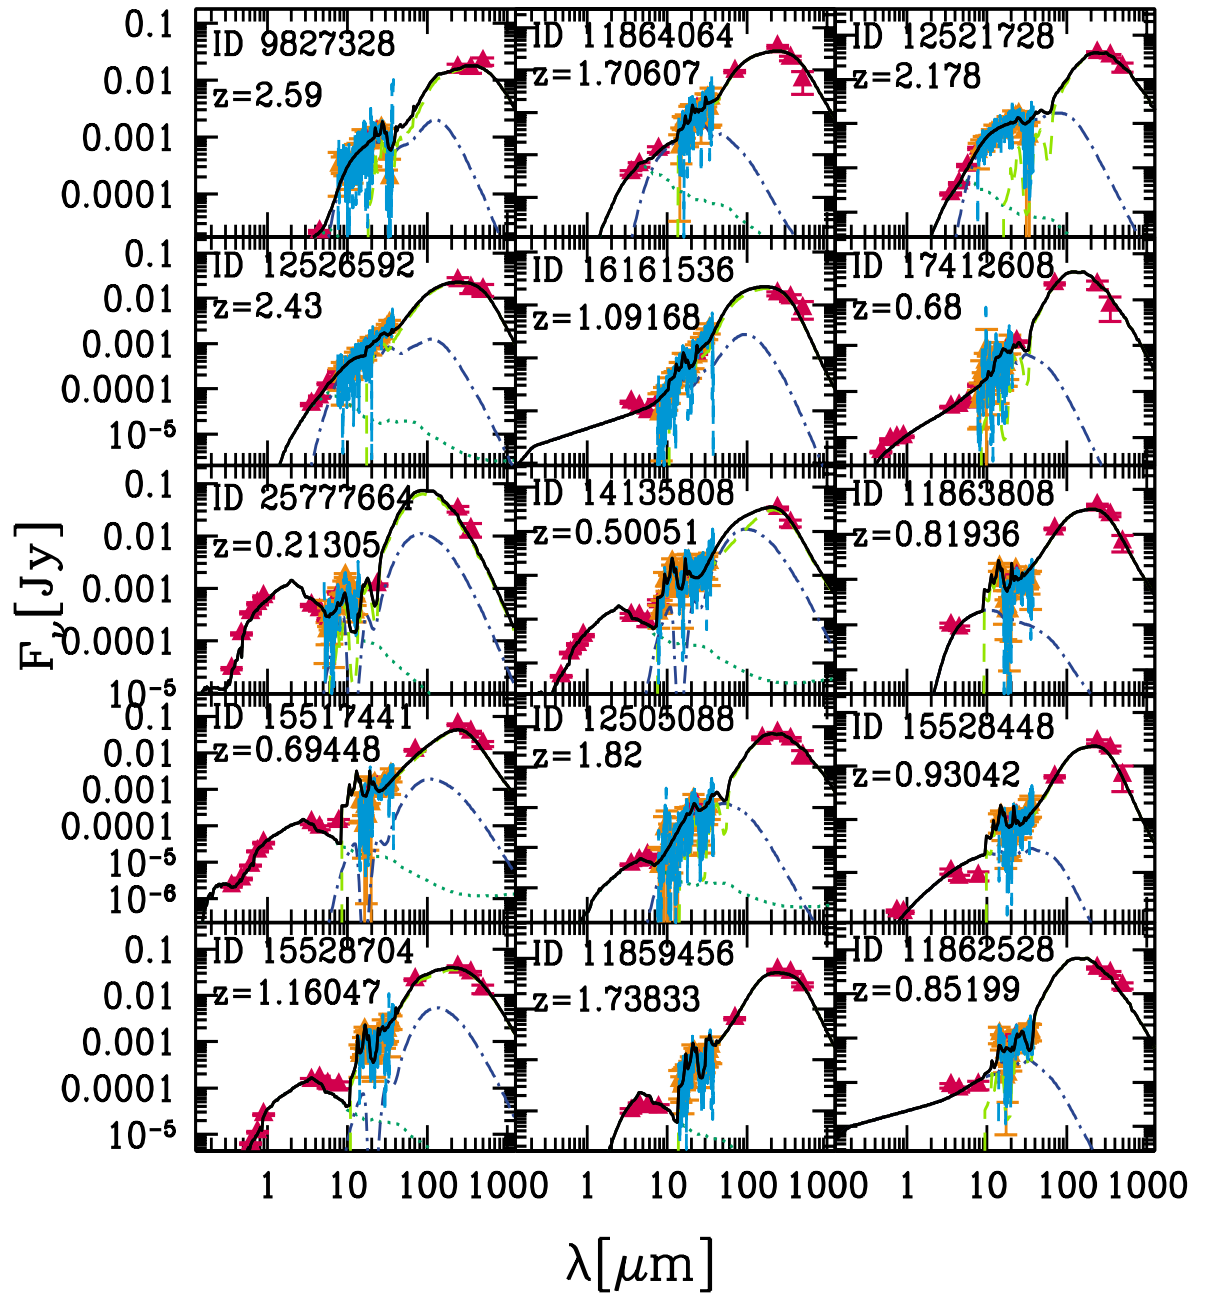 0.1
0.01
0.001
0.0001
ID 9827328
z=2.59
ID 11864064
z=1.70607
ID 12521728
z=2.178
0.1
0.01
0.001
0.0001
10⁻⁵
ID 12526592
z=2.43
ID 16161536
z=1.09168
ID 17412608
z=0.68
0.1
0.01
0.001
0.0001
10⁻⁵
ID 25777664
z=0.21305
ID 14135808
z=0.50051
ID 11863808
z=0.81936
0.1
0.01
0.001
0.0001
10⁻⁵
10⁻⁶
ID 15517441
z=0.69448
ID 12505088
z=1.82
ID 15528448
z=0.93042
0.1
0.01
0.001
0.0001
10⁻⁵
ID 15528704
z=1.16047
ID 11859456
z=1.73833
ID 11862528
z=0.85199
1 10 100 1000 1 10 100 1000 1 10 100 1000
F_ν[Jy]
λ[μm]